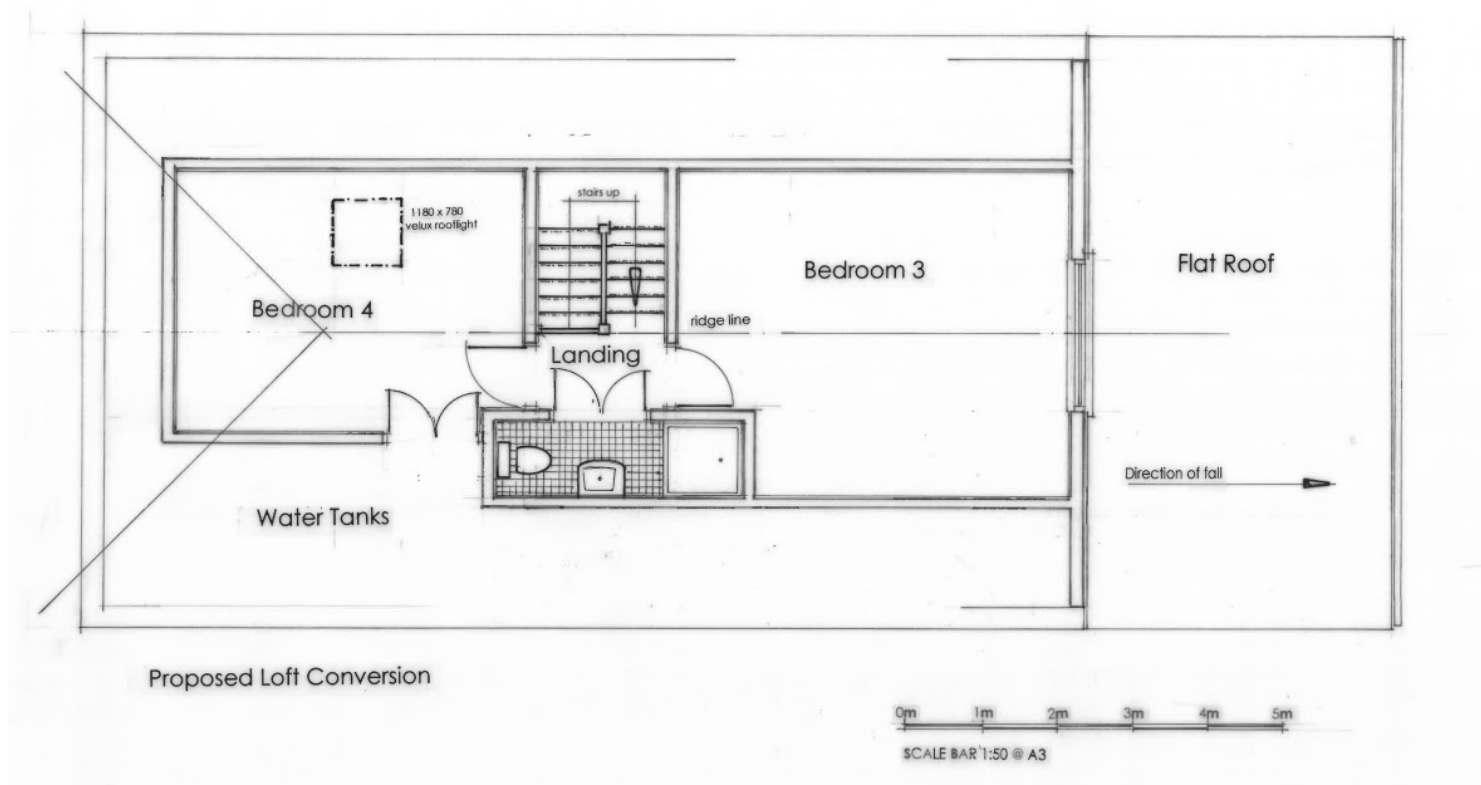 stairs up
1180 x 780
velux rooflight
Bedroom 4
Bedroom 3
Flat Roof
ridge line
Landing
Direction of fall
Water Tanks
Proposed Loft Conversion
0m 1m 2m 3m 4m 5m
SCALE BAR 1:50 @ A3